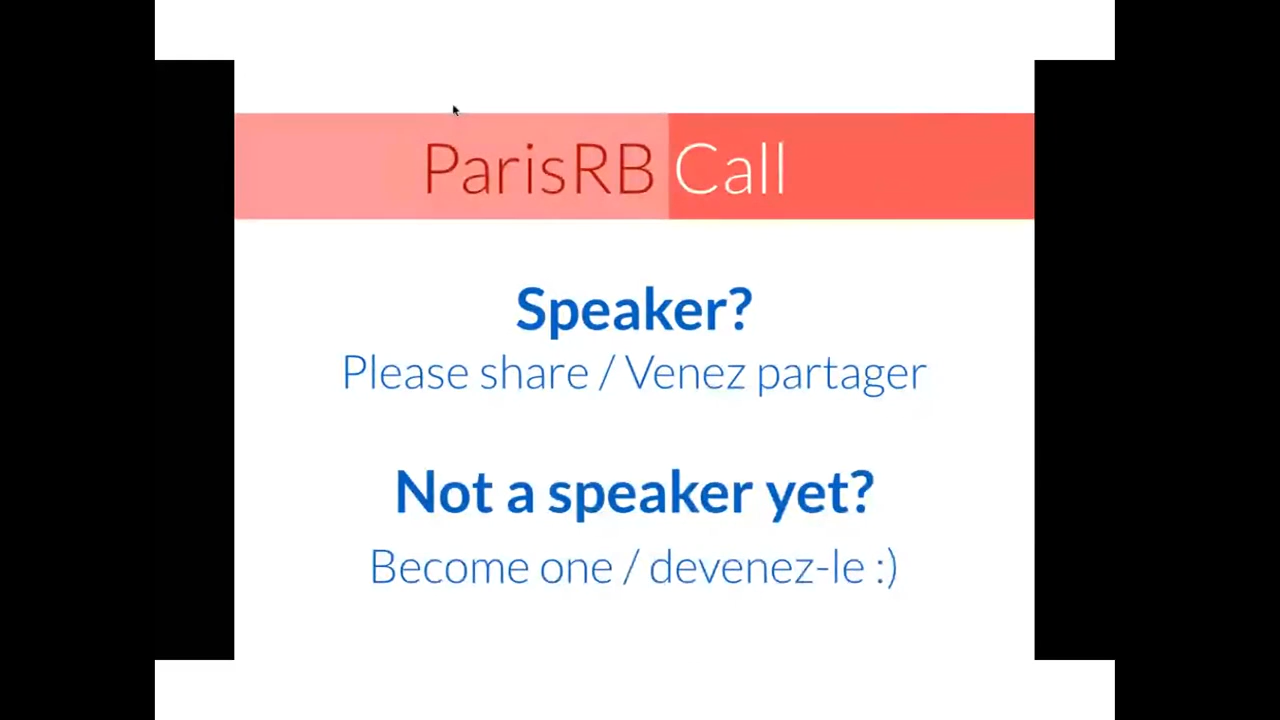 ParisRB Call
Speaker?
Please share / Venez partager
Not a speaker yet?
Become one / devenez-le :)